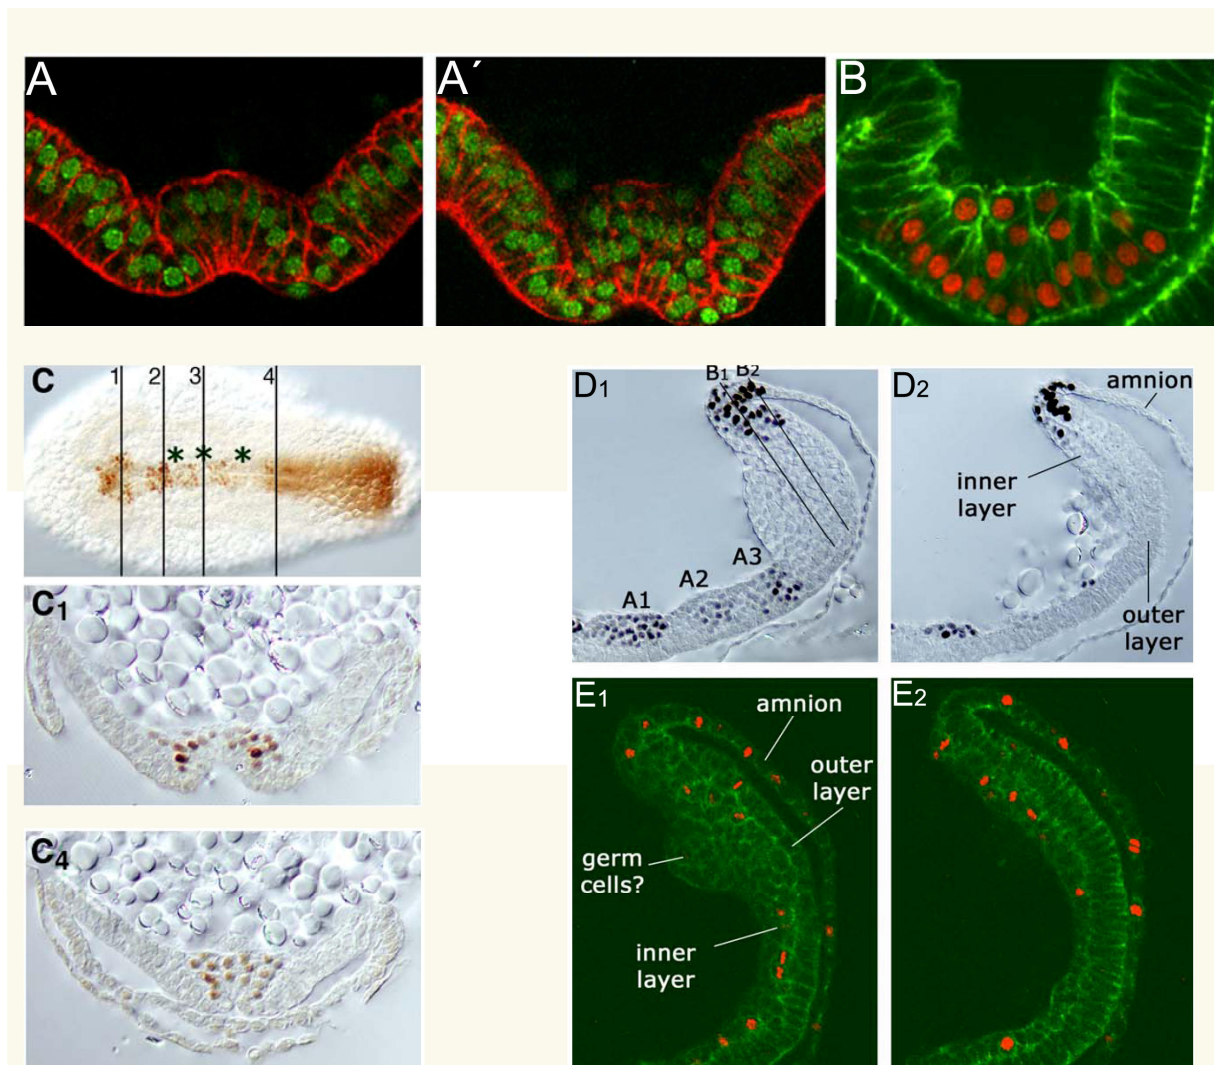 A
A´
B
C
1
2
3
4
* * *
C1
C4
D1
B1 B2
A1
A2
A3
D2
amnion
inner
layer
outer
layer
E1
amnion
outer
layer
germ
cells?
inner
layer
E2